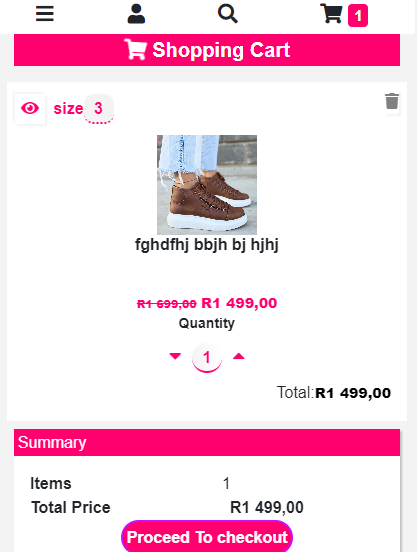 1
Shopping Cart
size 3
fghdfhj bbjh bj hjhj
R1 699,00 R1 499,00
Quantity
1
Total:R1 499,00
Summary
Items 1
Total Price R1 499,00
Proceed To checkout